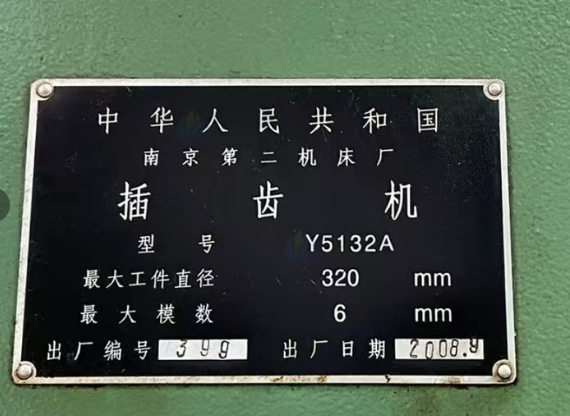 中华人民共和国
南京第二机床厂
插齿机
型号 Y5132A
最大工件直径 320 mm
最大模数 6 mm
出厂编号 399 出厂日期 2008.9